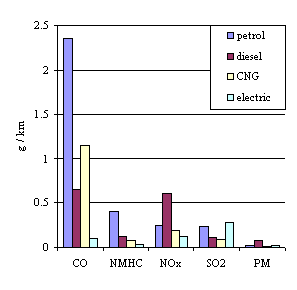 2.5
2
1.5
1
0.5
0
g / km
petrol
diesel
CNG
electric
CO NMHC NOx SO2 PM